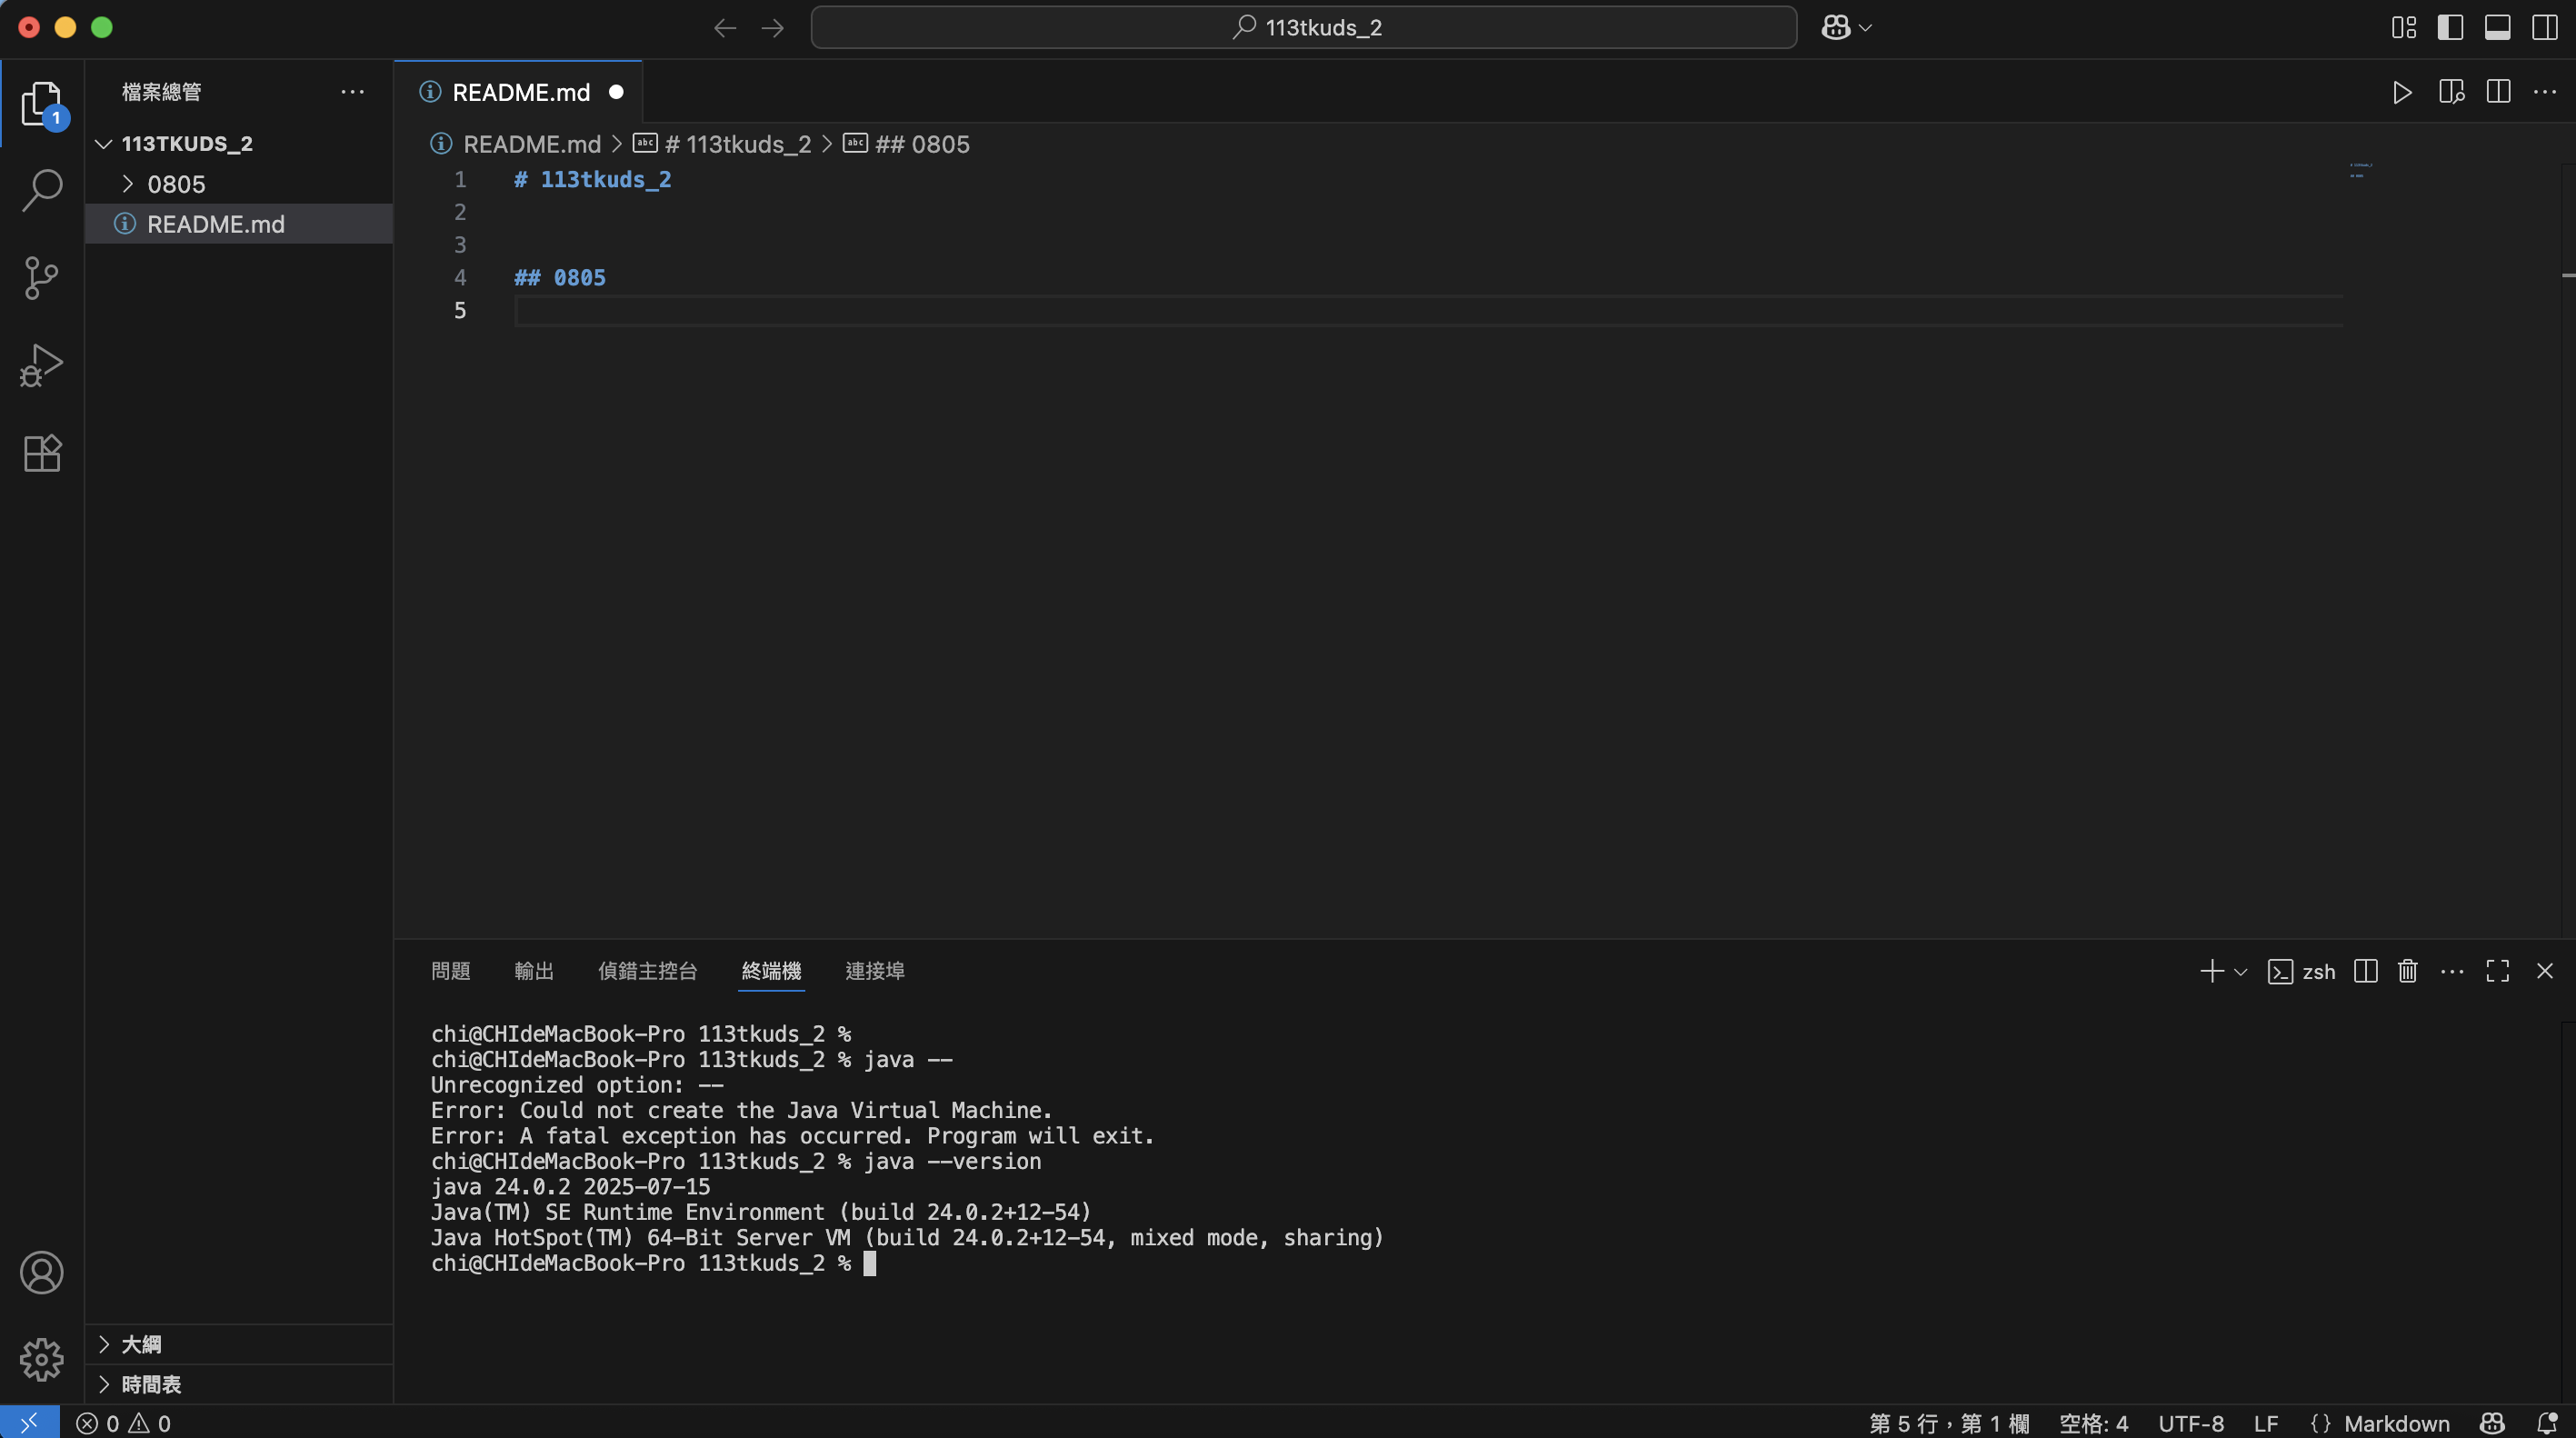 113tkuds_2
檔案總管
1
113TKUDS_2
0805
README.md
README.md
README.md > # 113tkuds_2 > ## 0805
1 # 113tkuds_2
2
3
4 ## 0805
5
問題 輸出 偵錯主控台 終端機 連接埠
zsh
chi@CHIdeMacBook-Pro 113tkuds_2 %
chi@CHIdeMacBook-Pro 113tkuds_2 % java --
Unrecognized option: --
Error: Could not create the Java Virtual Machine.
Error: A fatal exception has occurred. Program will exit.
chi@CHIdeMacBook-Pro 113tkuds_2 % java --version
java 24.0.2 2025-07-15
Java(TM) SE Runtime Environment (build 24.0.2+12-54)
Java HotSpot(TM) 64-Bit Server VM (build 24.0.2+12-54, mixed mode, sharing)
chi@CHIdeMacBook-Pro 113tkuds_2 %
大綱
時間表
0 0
第 5 行，第 1 欄 空格: 4 UTF-8 LF {} Markdown